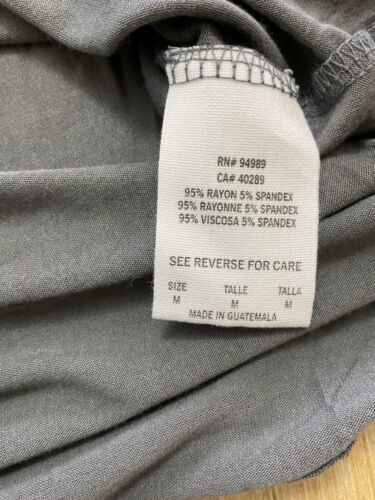 RN# 94989
CA# 40289
95% RAYON 5% SPANDEX
95% RAYONNE 5% SPANDEX
95% VISCOSA 5% SPANDEX
SEE REVERSE FOR CARE
SIZE TALLE TALLA
M M M
MADE IN GUATEMALA